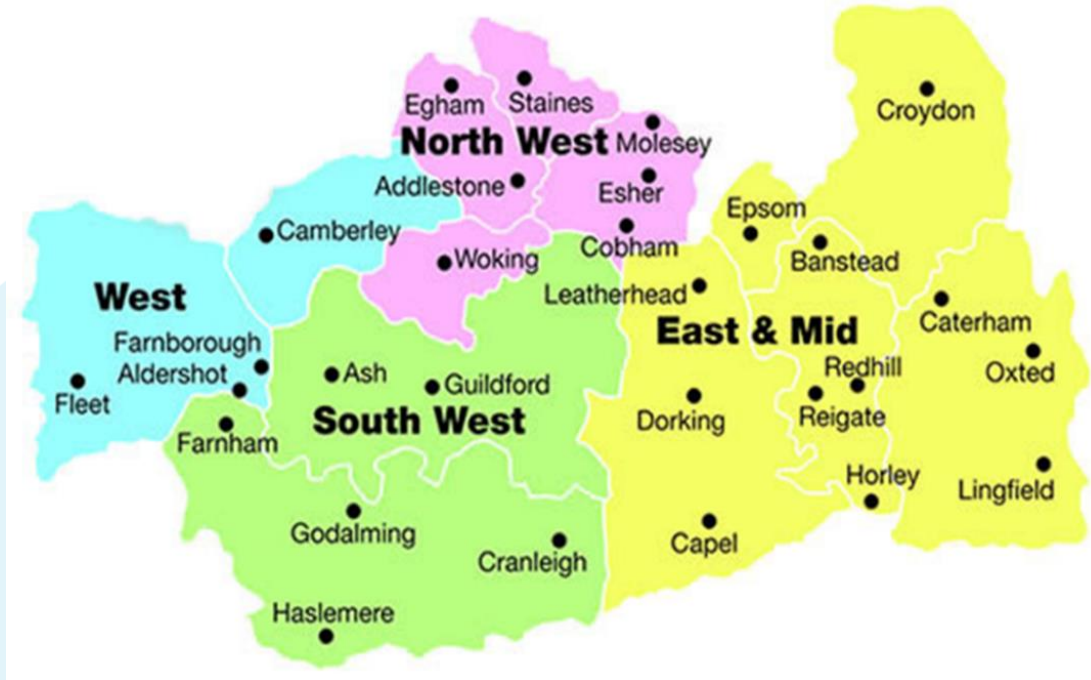 Egham
Staines
Croydon
North West
Molesey
Addlestone
Esher
Epsom
Camberley
Cobham
Woking
Banstead
West
Leatherhead
East & Mid
Caterham
Farnborough
Aldershot
Ash
Guildford
Redhill
Oxted
Fleet
South West
Dorking
Reigate
Farnham
Horley
Lingfield
Godalming
Capel
Cranleigh
Haslemere